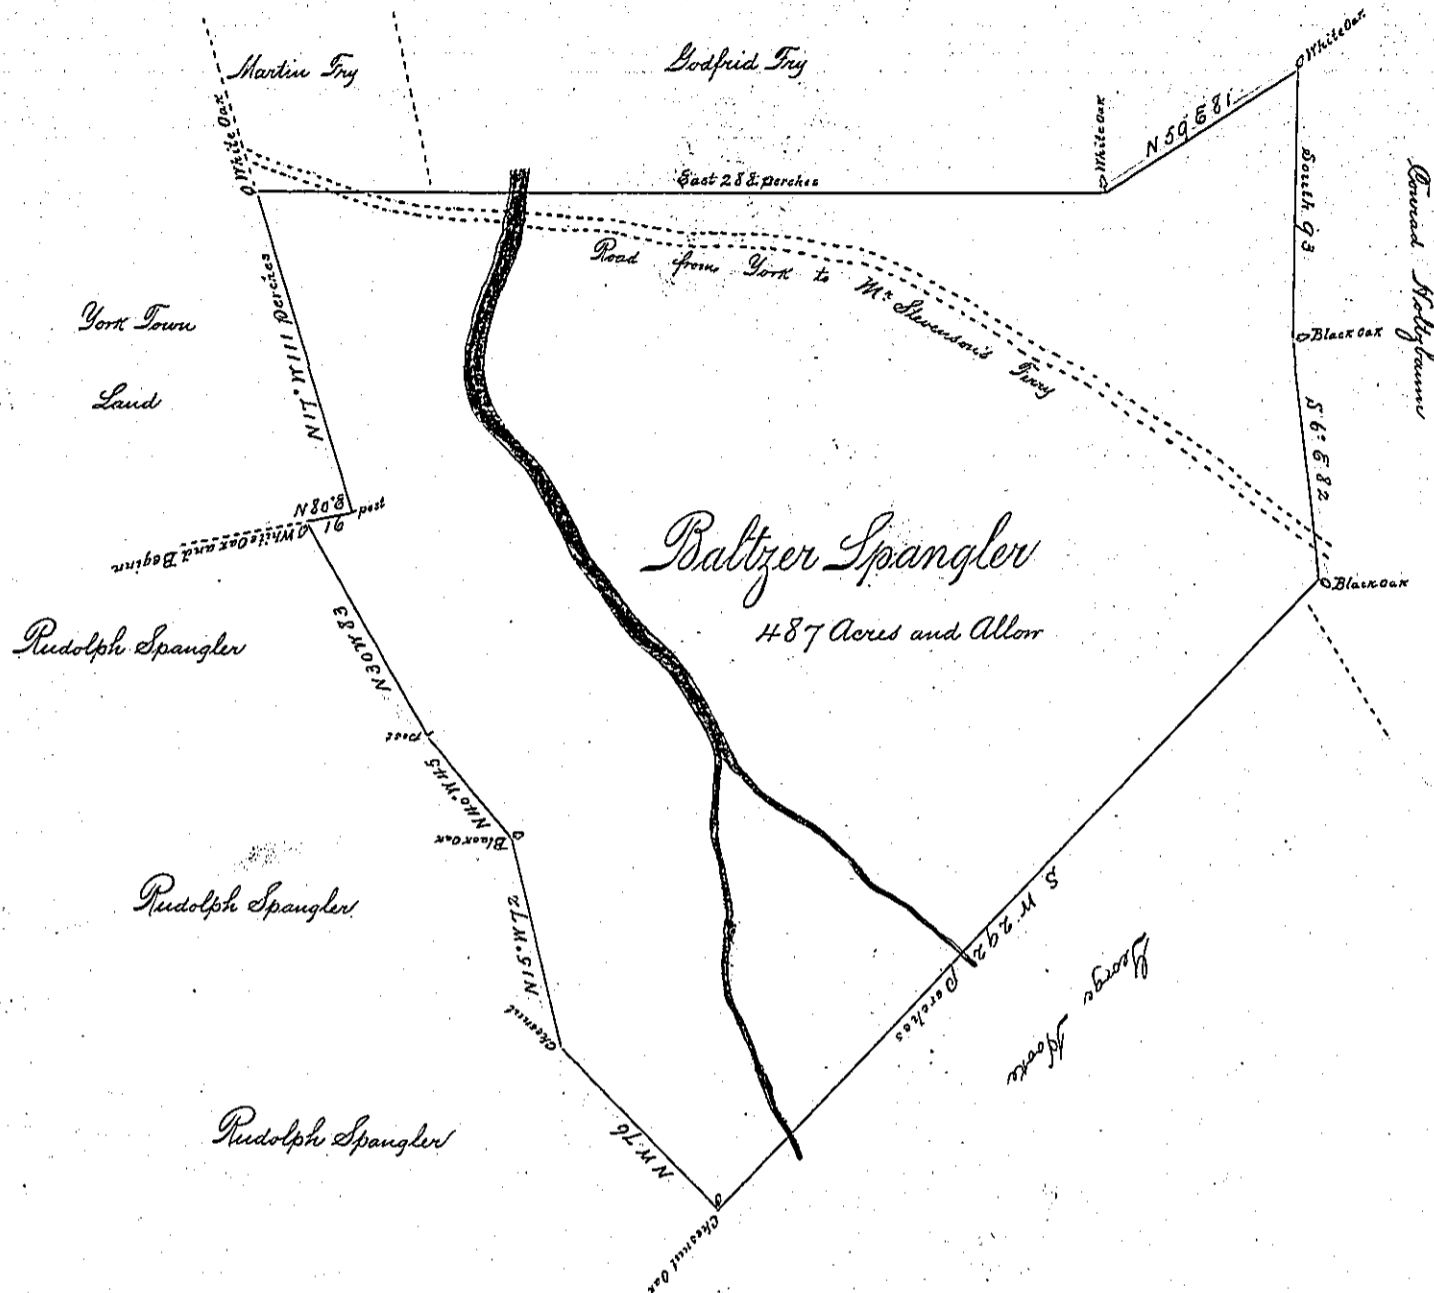 Martin Fry
Godfrid Fry
White Oak
White Oak
White Oak
N 59 E 81
East 288 perches
South 93
Conrad Holtzbaum
Road from York to Mr Stevenson's Ferry
York Town
Land
N 17° W 111 Perches
Black oak
S 6° E 82
post
N 80° E
16
White Oak and Beginn
Baltzer Spangler
487 Acres and Allow
Black oak
Rudolph Spangler
N 30 W 83
Post
N 40° W 45
Black Oak
Rudolph Spangler
N 15° W 72
S W 292 Perches
George
Chesnut
Rudolph Spangler
N W 76
Chesnut Oak